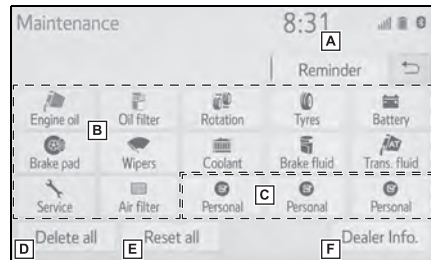 Maintenance 8:31
A
Reminder
Engine oil Oil filter Rotation Tyres Battery
B
Brake pad Wipers Coolant Brake fluid Trans. fluid
AT
Service Air filter Personal Personal Personal
C
Delete all Reset all Dealer Info.
D E F